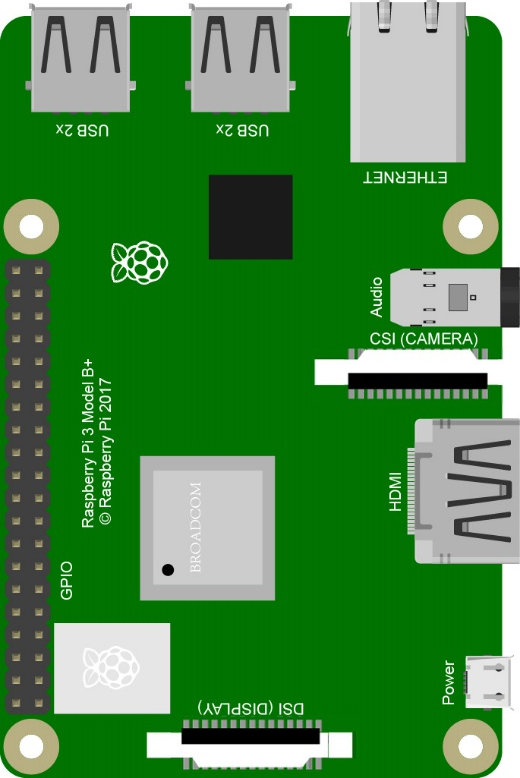 USB 2x
USB 2x
ETHERNET
Audio
CSI (CAMERA)
Raspberry Pi 3 Model B+
© Raspberry Pi 2017
HDMI
BROADCOM
GPIO
Power
DSI (DISPLAY)